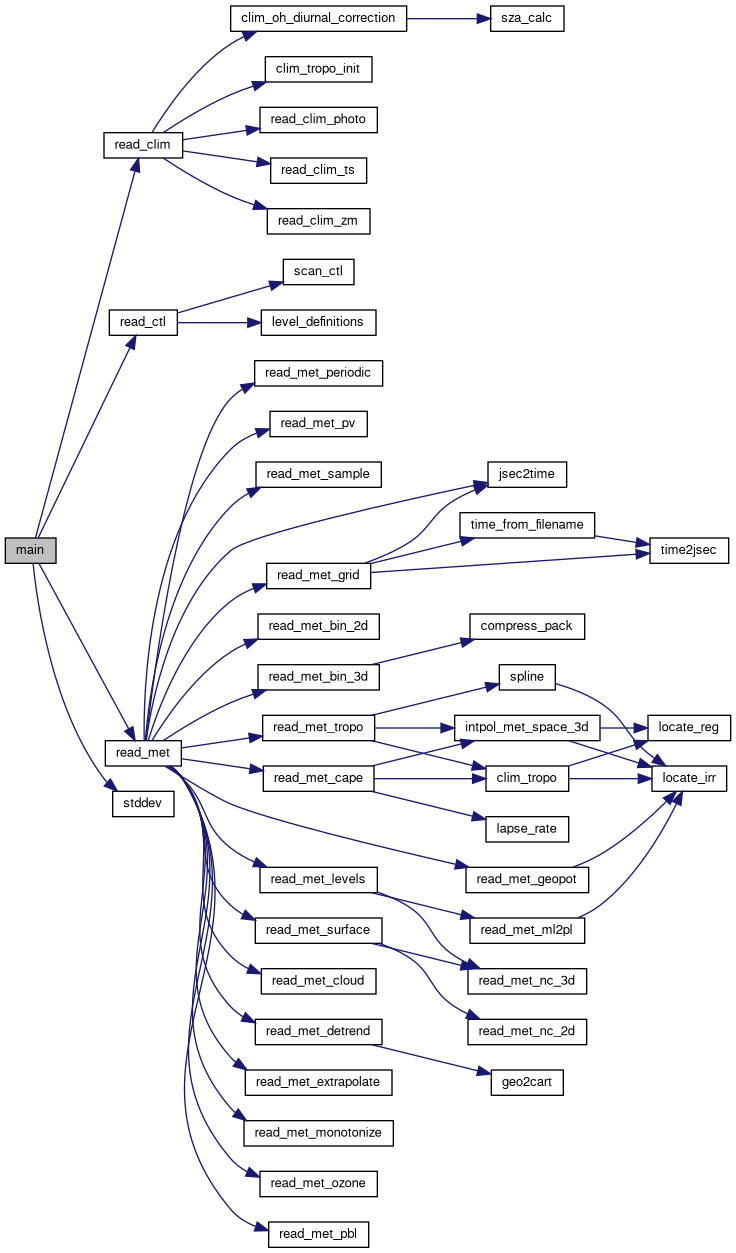 clim_oh_diurnal_correction
sza_calc
clim_tropo_init
read_clim_photo
read_clim
read_clim_ts
read_clim_zm
scan_ctl
read_ctl
level_definitions
read_met_periodic
read_met_pv
read_met_sample
jsec2time
time_from_filename
main
time2jsec
read_met_grid
read_met_bin_2d
compress_pack
read_met_bin_3d
spline
read_met_tropo
intpol_met_space_3d
locate_reg
read_met
read_met_cape
clim_tropo
locate_irr
stddev
lapse_rate
read_met_levels
read_met_geopot
read_met_surface
read_met_ml2pl
read_met_cloud
read_met_nc_3d
read_met_detrend
read_met_nc_2d
read_met_extrapolate
geo2cart
read_met_monotonize
read_met_ozone
read_met_pbl